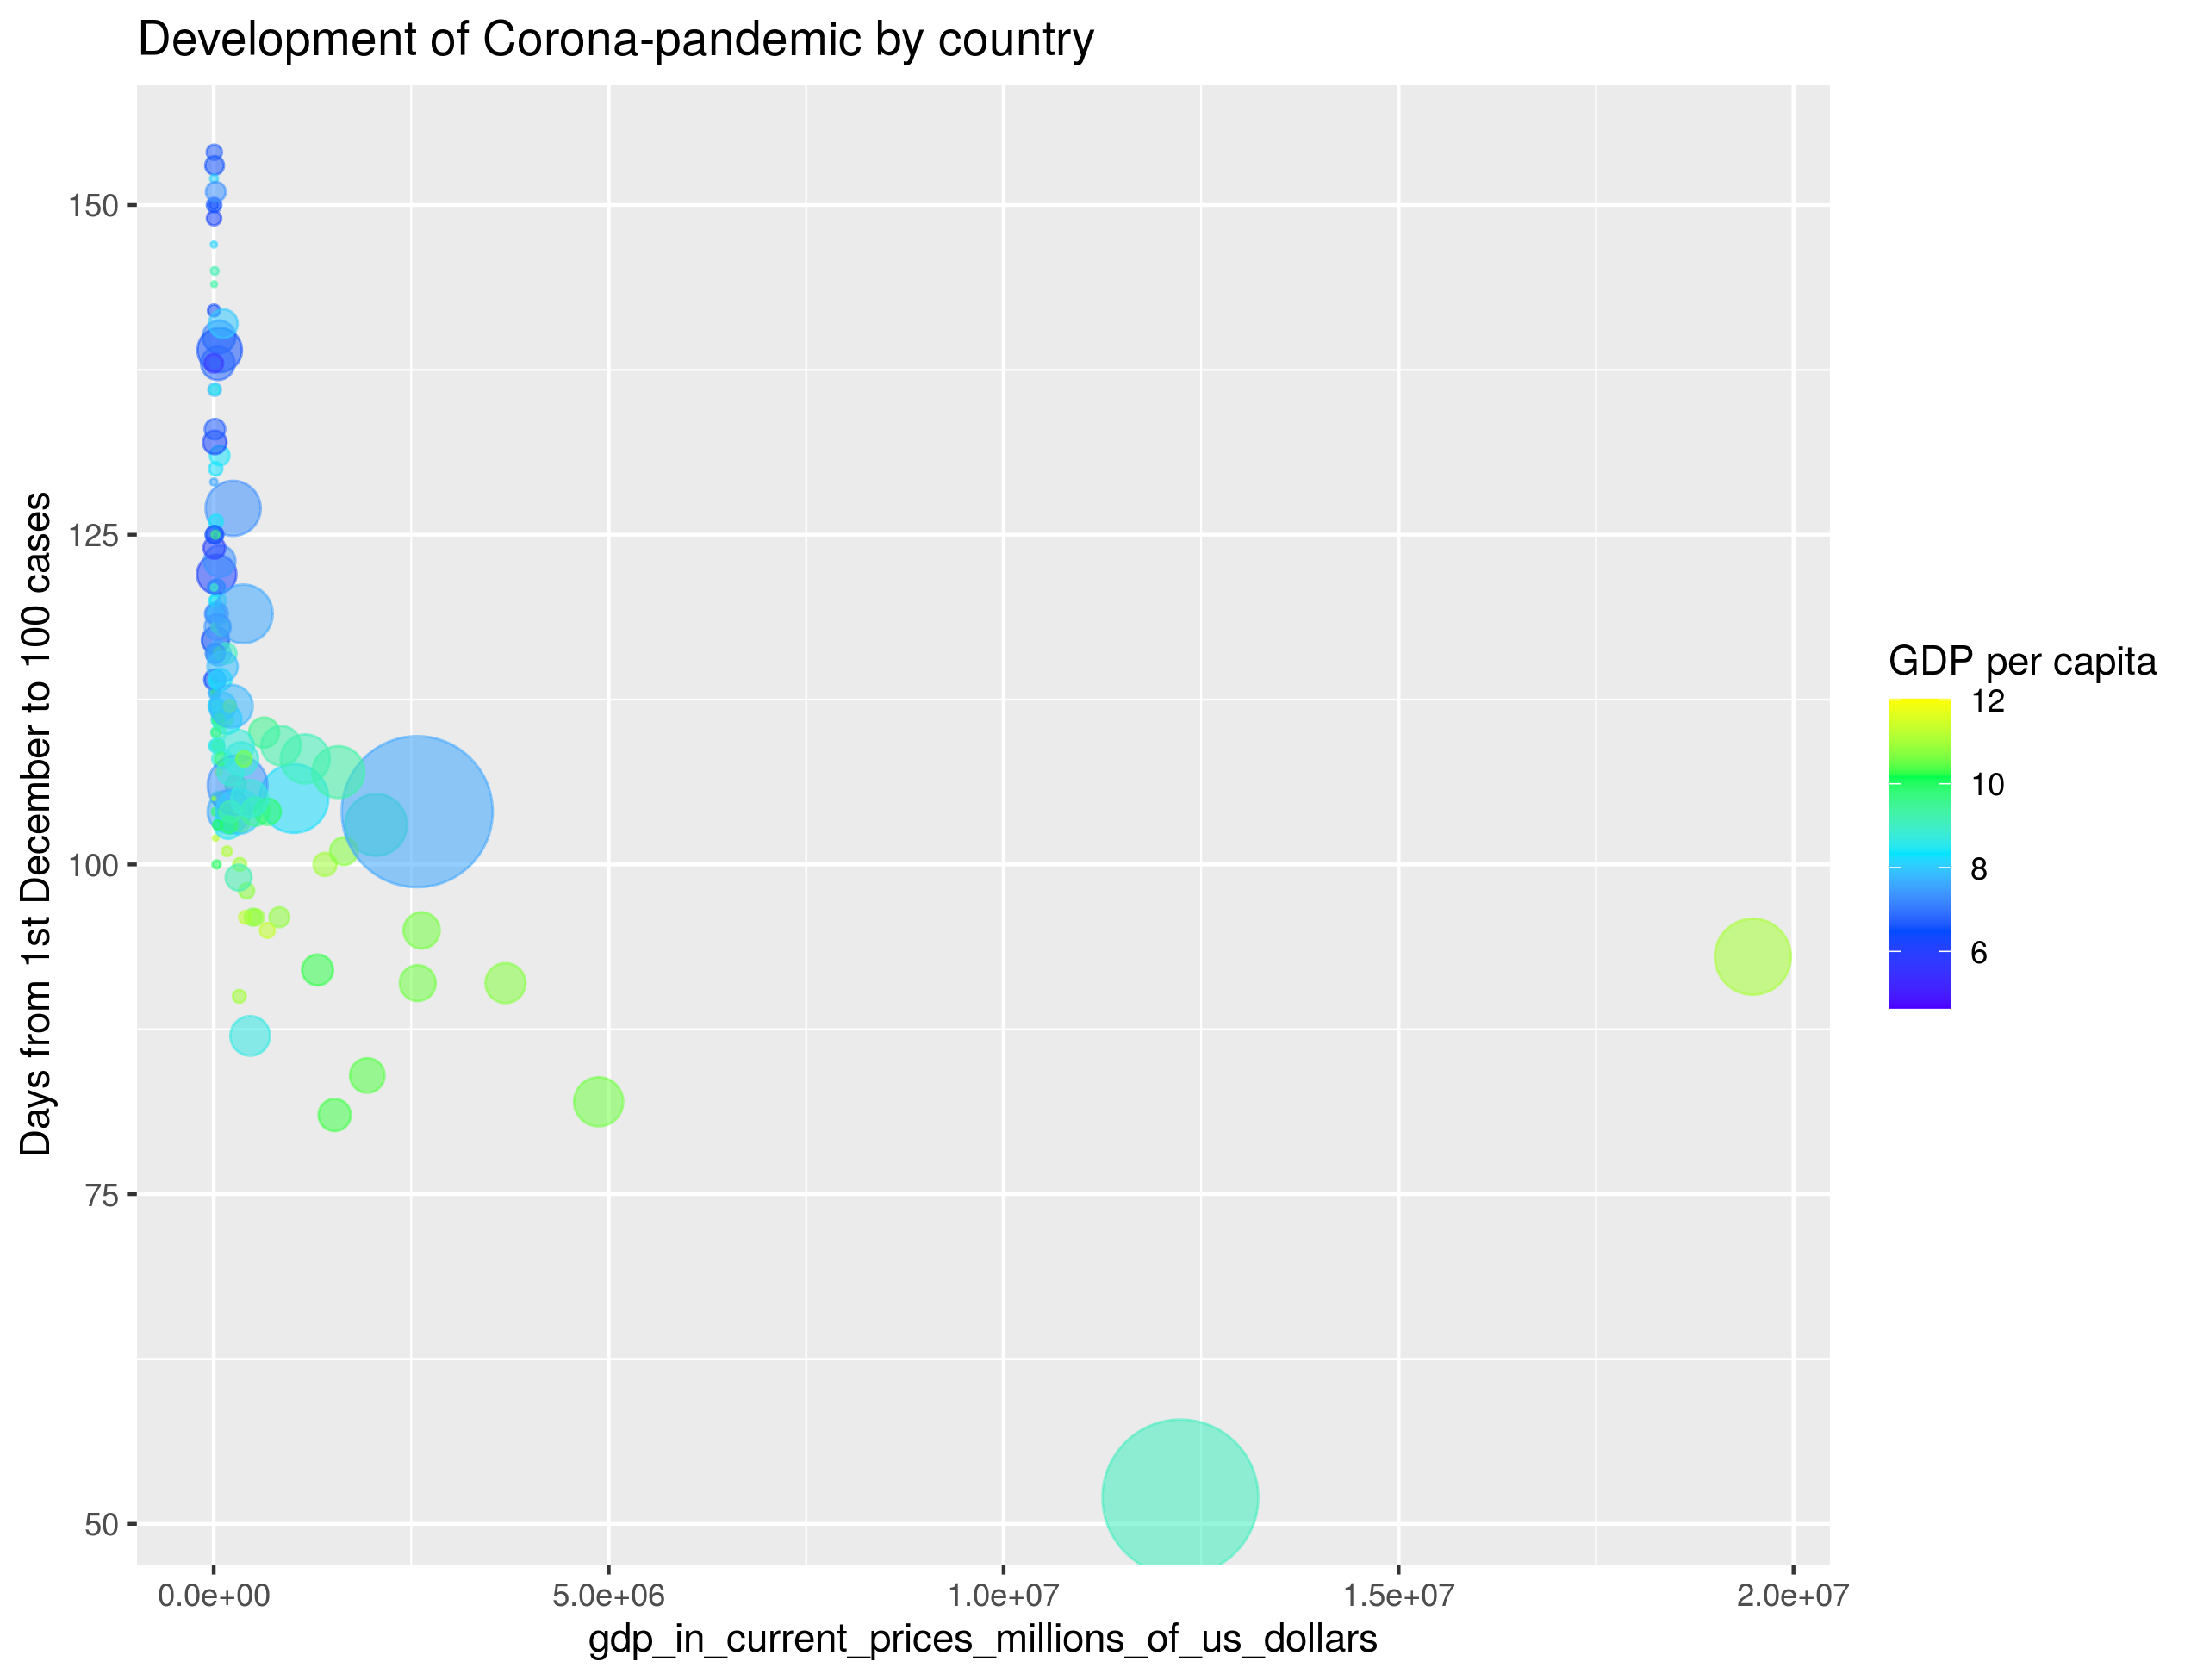 Development of Corona-pandemic by country
Days from 1st December to 100 cases
150
125
100
75
50
0.0e+00
5.0e+06
1.0e+07
1.5e+07
2.0e+07
gdp_in_current_prices_millions_of_us_dollars
GDP per capita
12
10
8
6